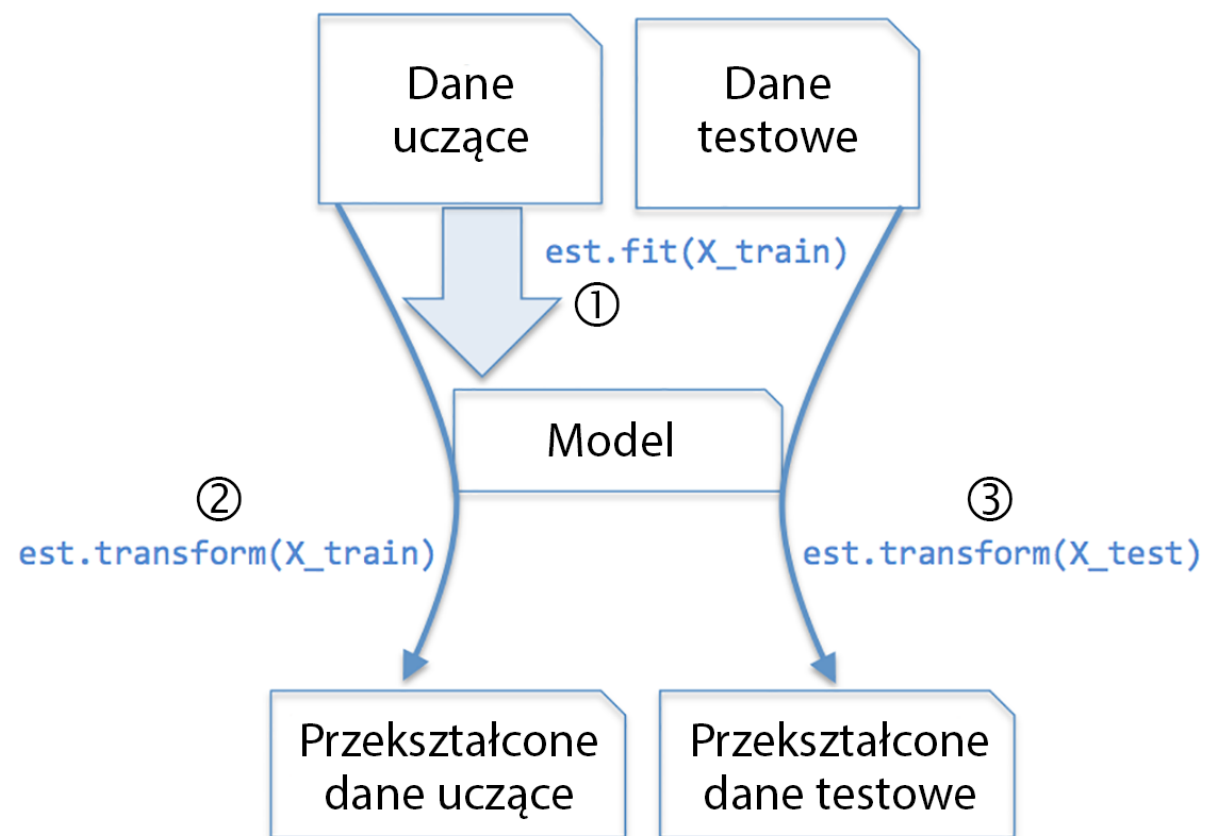 Dane
uczące
Dane
testowe
est.fit(X_train)
①
Model
②
est.transform(X_train)
③
est.transform(X_test)
Przekształcone
dane uczące
Przekształcone
dane testowe